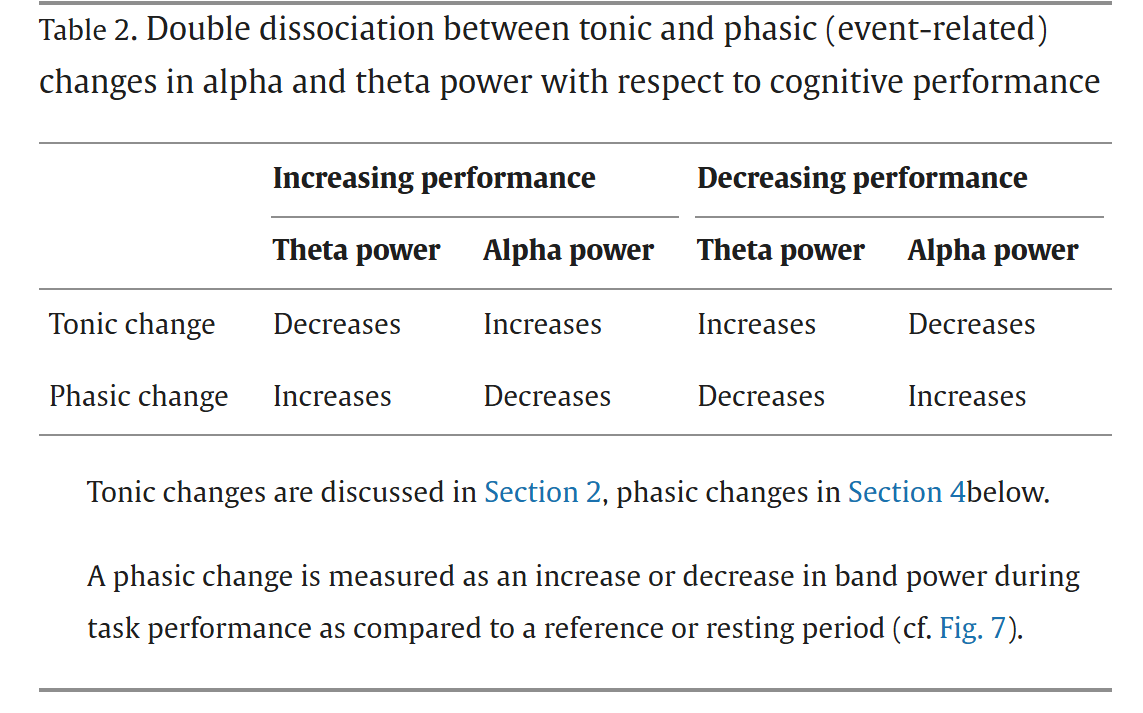 Table 2. Double dissociation between tonic and phasic (event-related)
changes in alpha and theta power with respect to cognitive performance
Increasing performance Decreasing performance
Theta power Alpha power Theta power Alpha power
Tonic change Decreases Increases Increases Decreases
Phasic change Increases Decreases Decreases Increases
Tonic changes are discussed in Section 2, phasic changes in Section 4below.
A phasic change is measured as an increase or decrease in band power during
task performance as compared to a reference or resting period (cf. Fig. 7).